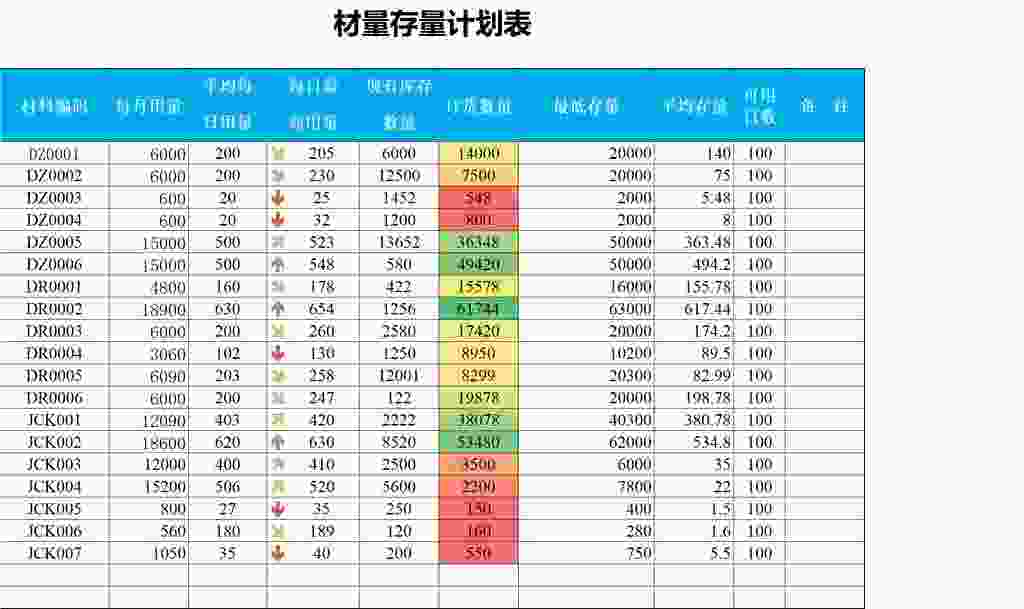 材量存量计划表
材料编码 每月用量 平均每日用量 每日最 用量 现有库存数量 订货数量 最低存量 平均存量 可用日数 备 注
DZ0001 6000 200 205 6000 14000 20000 140 100
DZ0002 6000 200 230 12500 7500 20000 75 100
DZ0003 600 20 25 1452 548 2000 5.48 100
DZ0004 600 20 32 1200 800 2000 8 100
DZ0005 15000 500 523 13652 36348 50000 363.48 100
DZ0006 15000 500 548 580 49420 50000 494.2 100
DR0001 4800 160 178 422 15578 16000 155.78 100
DR0002 18900 630 654 1256 61744 63000 617.44 100
DR0003 6000 200 260 2580 17420 20000 174.2 100
DR0004 3060 102 130 1250 8950 10200 89.5 100
DR0005 6090 203 258 12001 8299 20300 82.99 100
DR0006 6000 200 247 122 19878 20000 198.78 100
JCK001 12090 403 420 2222 38078 40300 380.78 100
JCK002 18600 620 630 8520 53480 62000 534.8 100
JCK003 12000 400 410 2500 3500 6000 35 100
JCK004 15200 506 520 5600 2200 7800 22 100
JCK005 800 27 35 250 150 400 1.5 100
JCK006 560 180 189 120 160 280 1.6 100
JCK007 1050 35 40 200 550 750 5.5 100